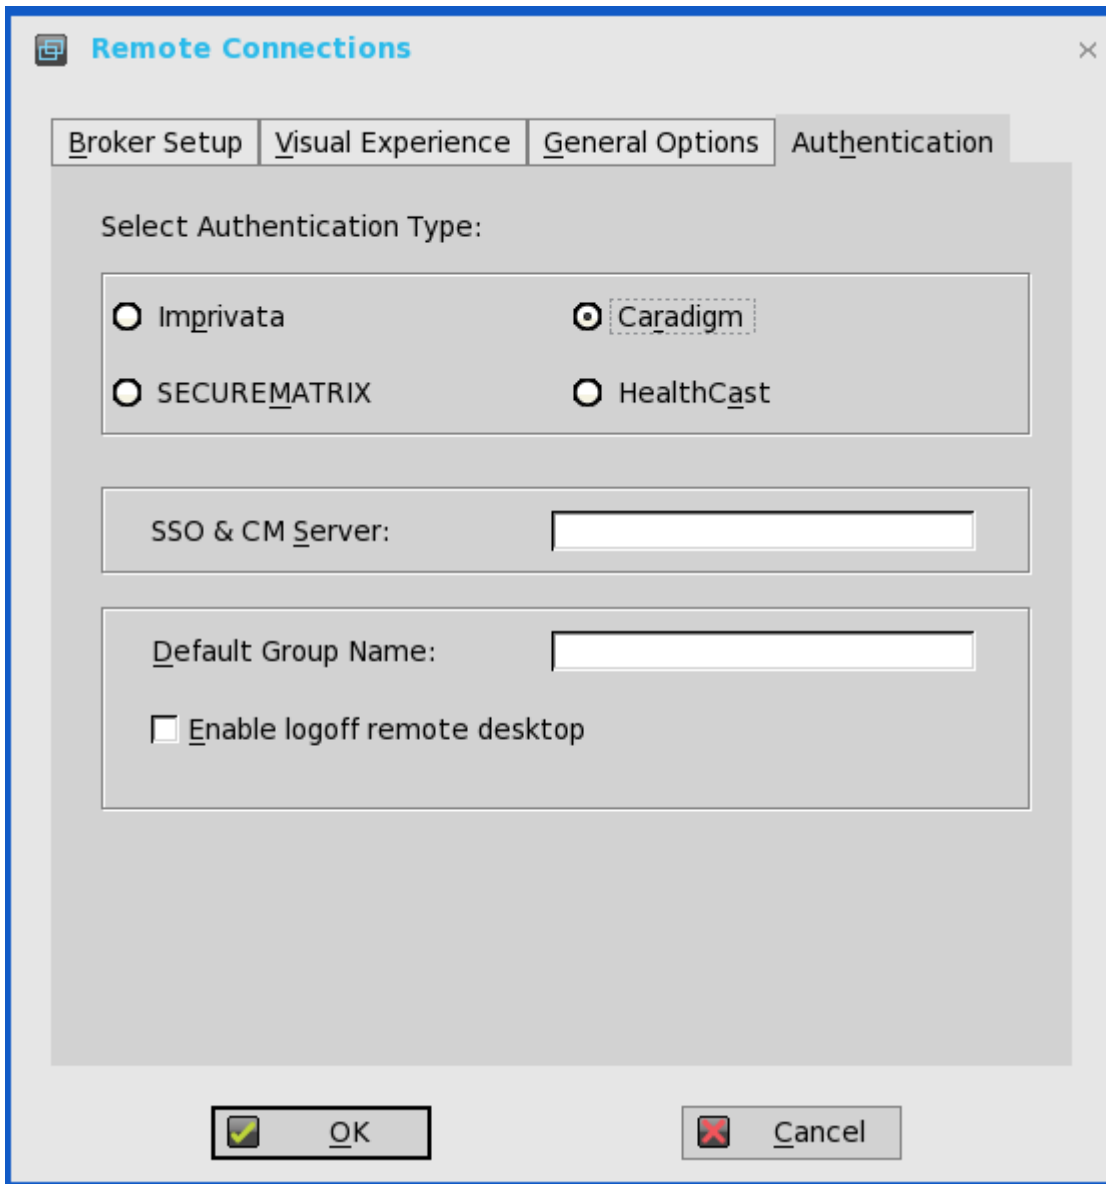 Remote Connections
Broker Setup Visual Experience General Options Authentication
Select Authentication Type:
Imprivata Caradigm
SECUREMATRIX HealthCast
SSO & CM Server:
Default Group Name:
Enable logoff remote desktop
OK Cancel